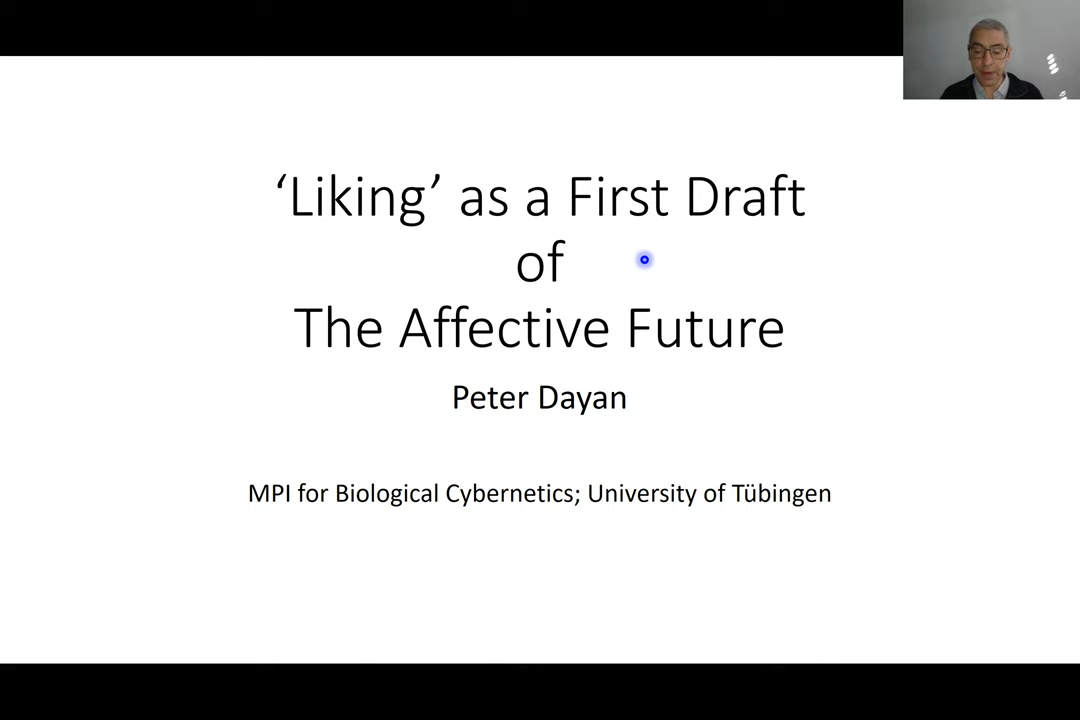 ‘Liking’ as a First Draft
of
The Affective Future
Peter Dayan
MPI for Biological Cybernetics; University of Tübingen